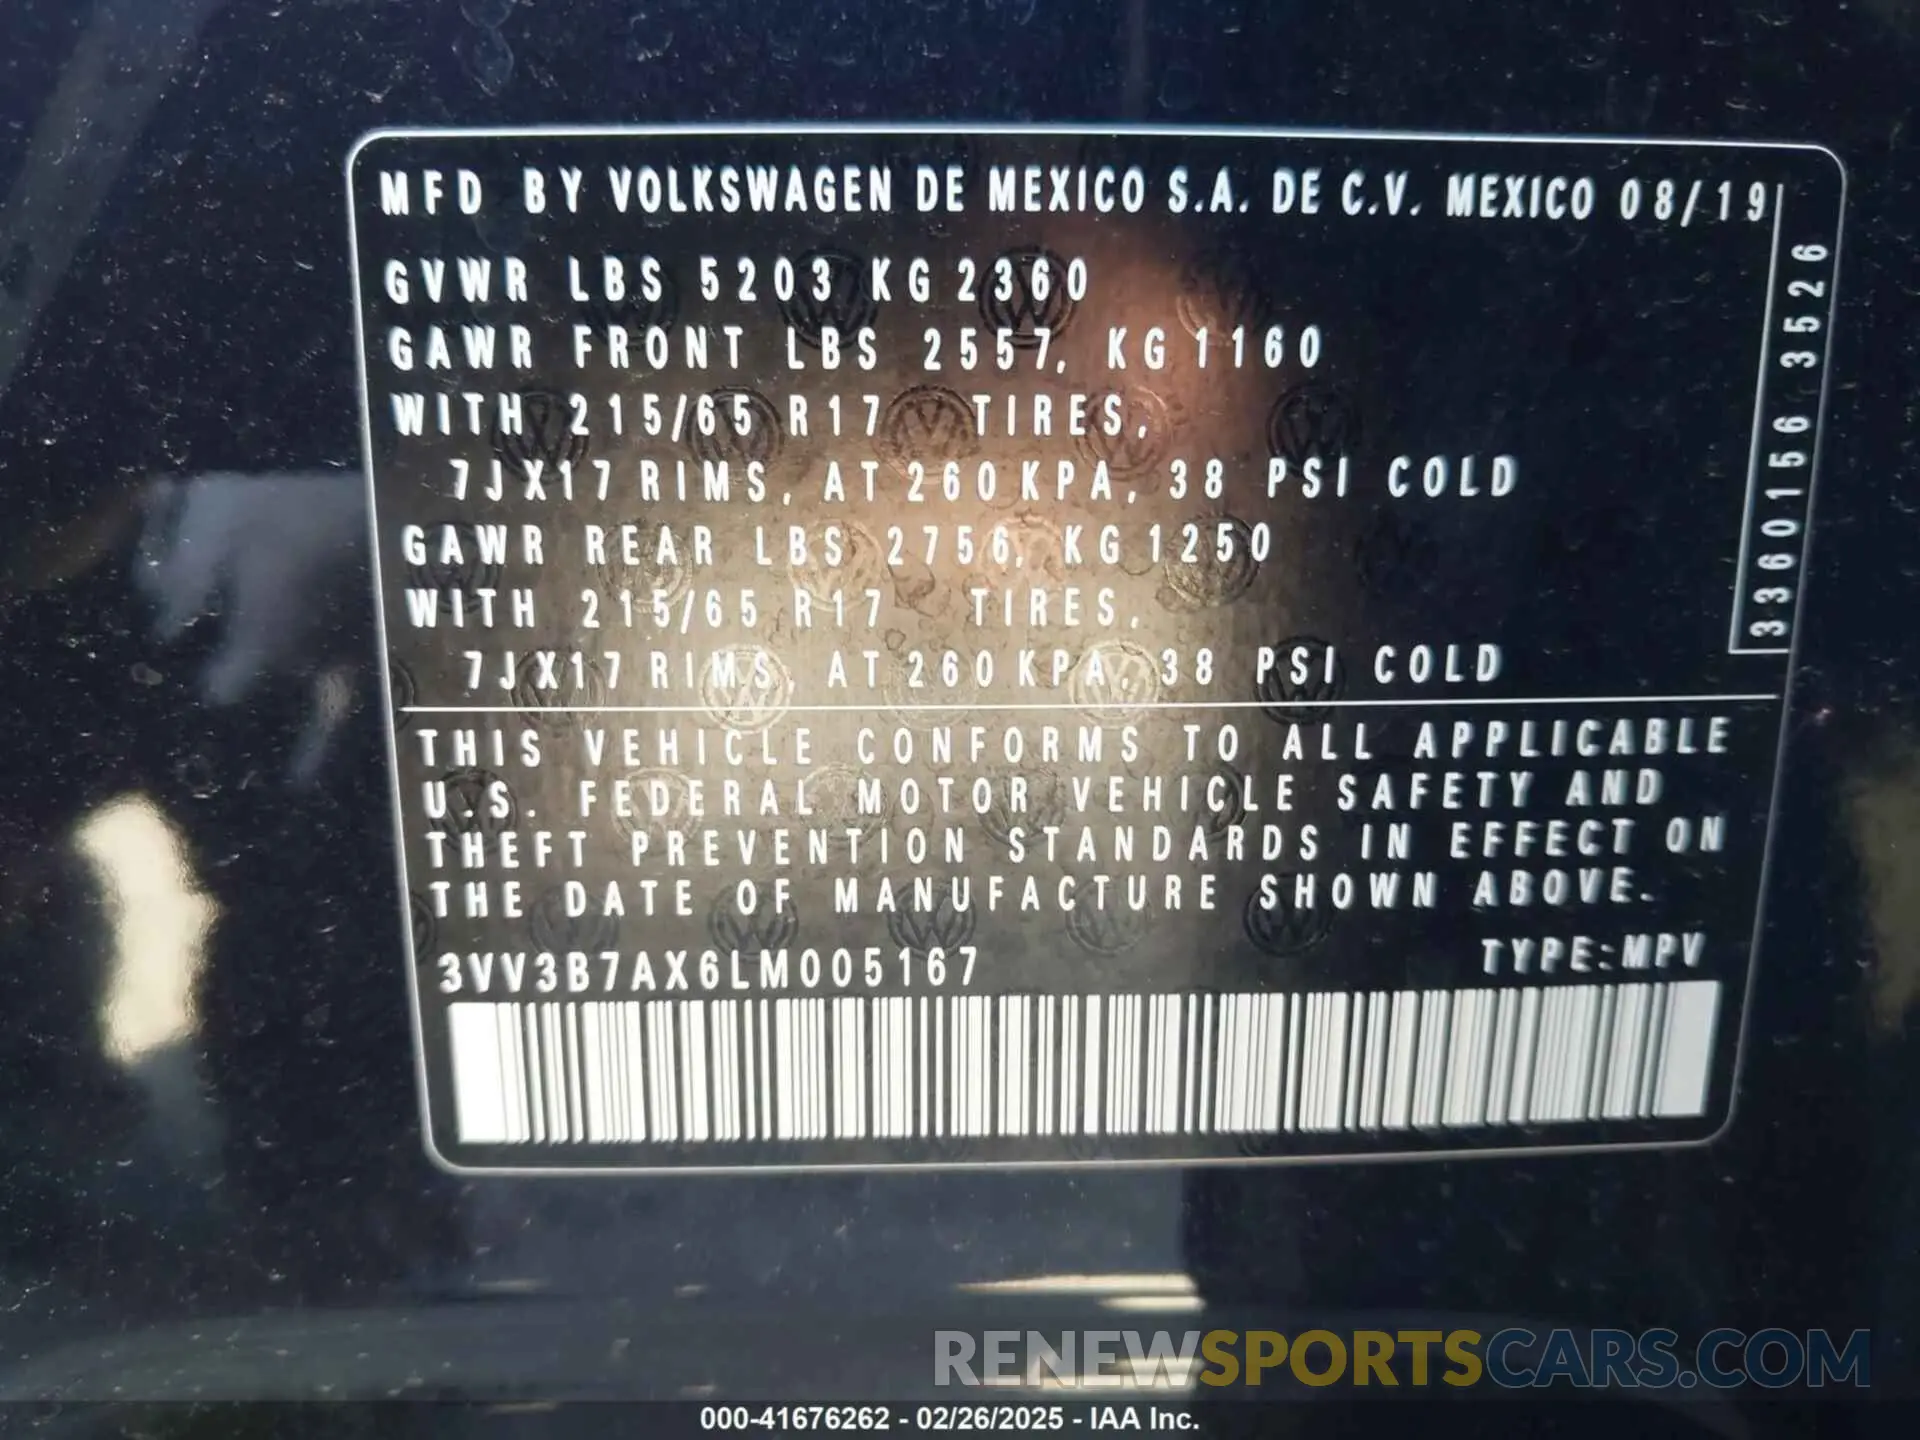 MFD BY VOLKSWAGEN DE MEXICO S.A. DE C.V. MEXICO 08/19
GVWR LBS 5203 KG 2360
GAWR FRONT LBS 2557, KG 1160
WITH 215/65 R17 TIRES,
7JX17 RIMS, AT 260 KPA, 38 PSI COLD
GAWR REAR LBS 2756, KG 1250
WITH 215/65 R17 TIRES,
7JX17 RIMS, AT 260 KPA, 38 PSI COLD
3360156 3526
THIS VEHICLE CONFORMS TO ALL APPLICABLE
U.S. FEDERAL MOTOR VEHICLE SAFETY AND
THEFT PREVENTION STANDARDS IN EFFECT ON
THE DATE OF MANUFACTURE SHOWN ABOVE.
3VV3B7AX6LM005167 TYPE:MPV
RENEWSPORTSCARS.COM
000-41676262 - 02/26/2025 - IAA Inc.